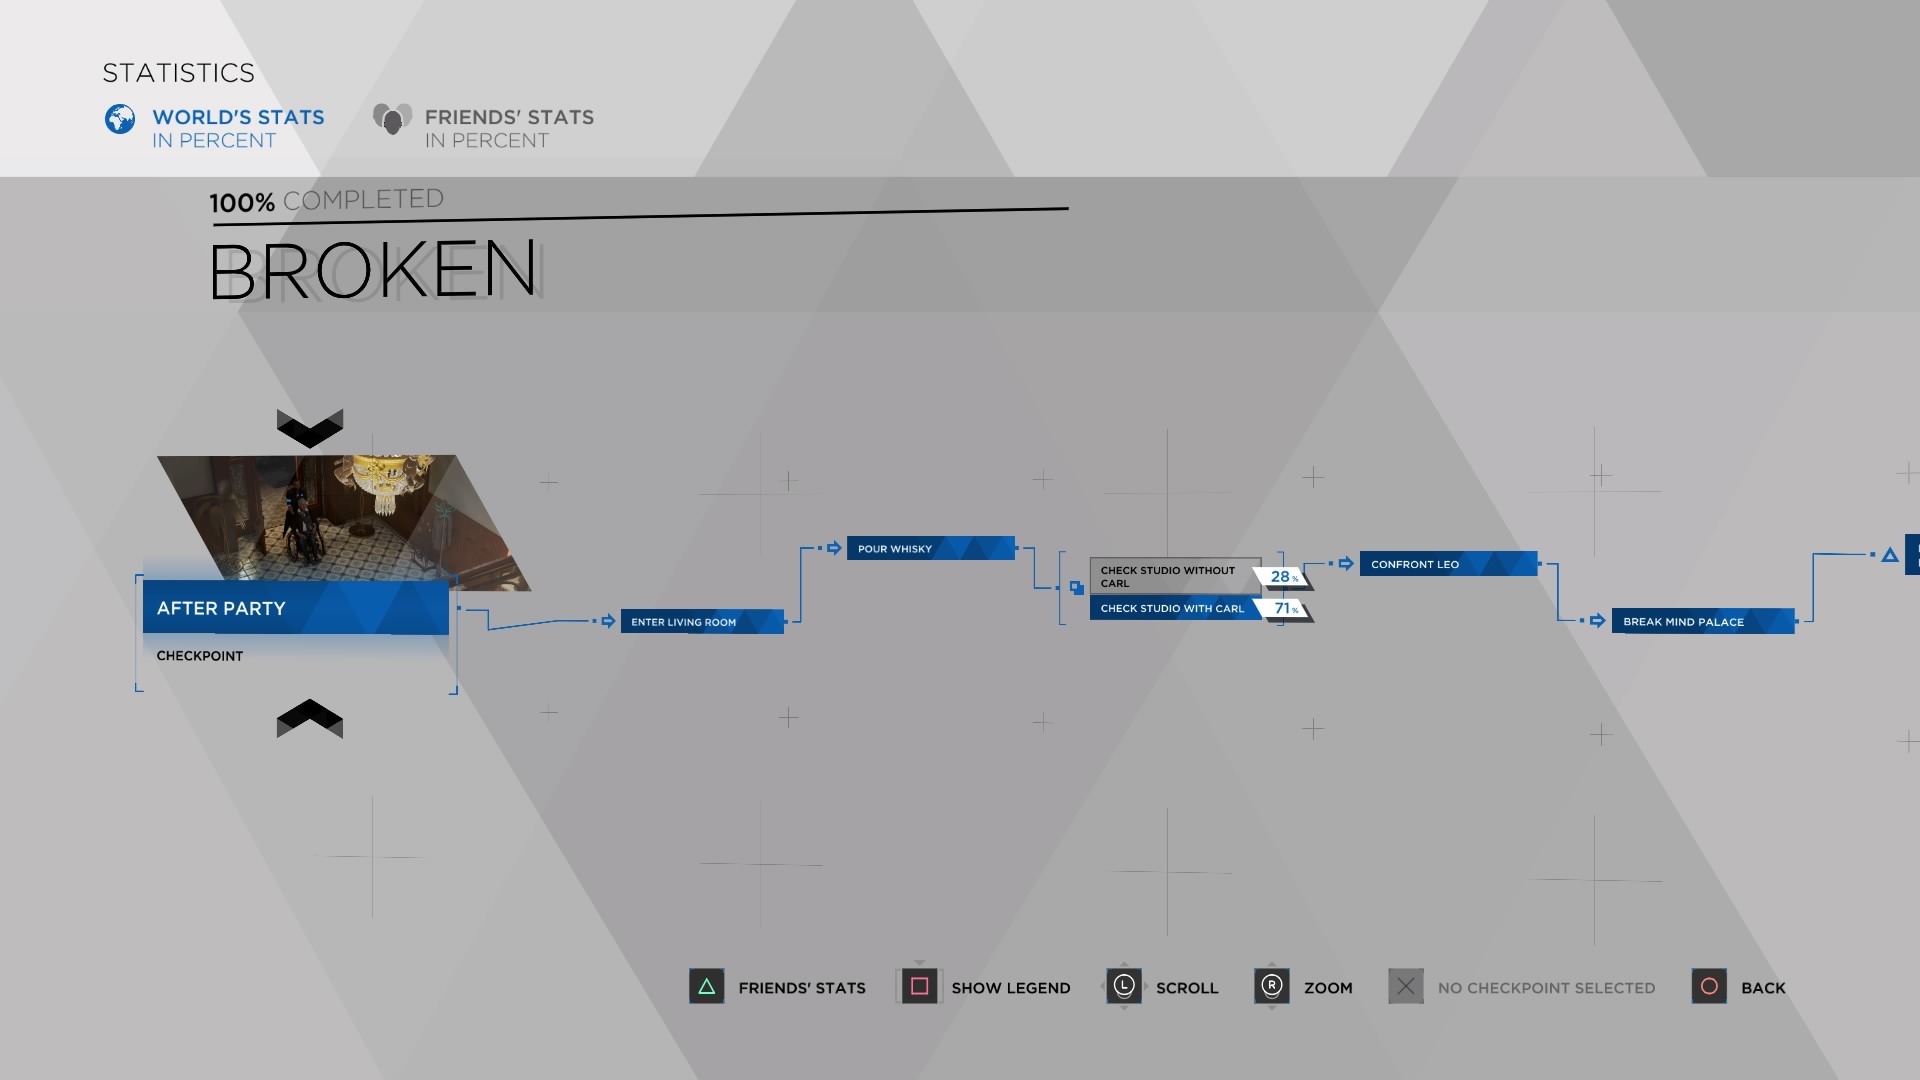 STATISTICS
WORLD'S STATS
IN PERCENT
FRIENDS' STATS
IN PERCENT
100% COMPLETED
BROKEN
AFTER PARTY
CHECKPOINT
ENTER LIVING ROOM
POUR WHISKY
CHECK STUDIO WITHOUT
CARL
28 %
CHECK STUDIO WITH CARL
71 %
CONFRONT LEO
BREAK MIND PALACE
FRIENDS' STATS
SHOW LEGEND
L
SCROLL
R
ZOOM
NO CHECKPOINT SELECTED
BACK